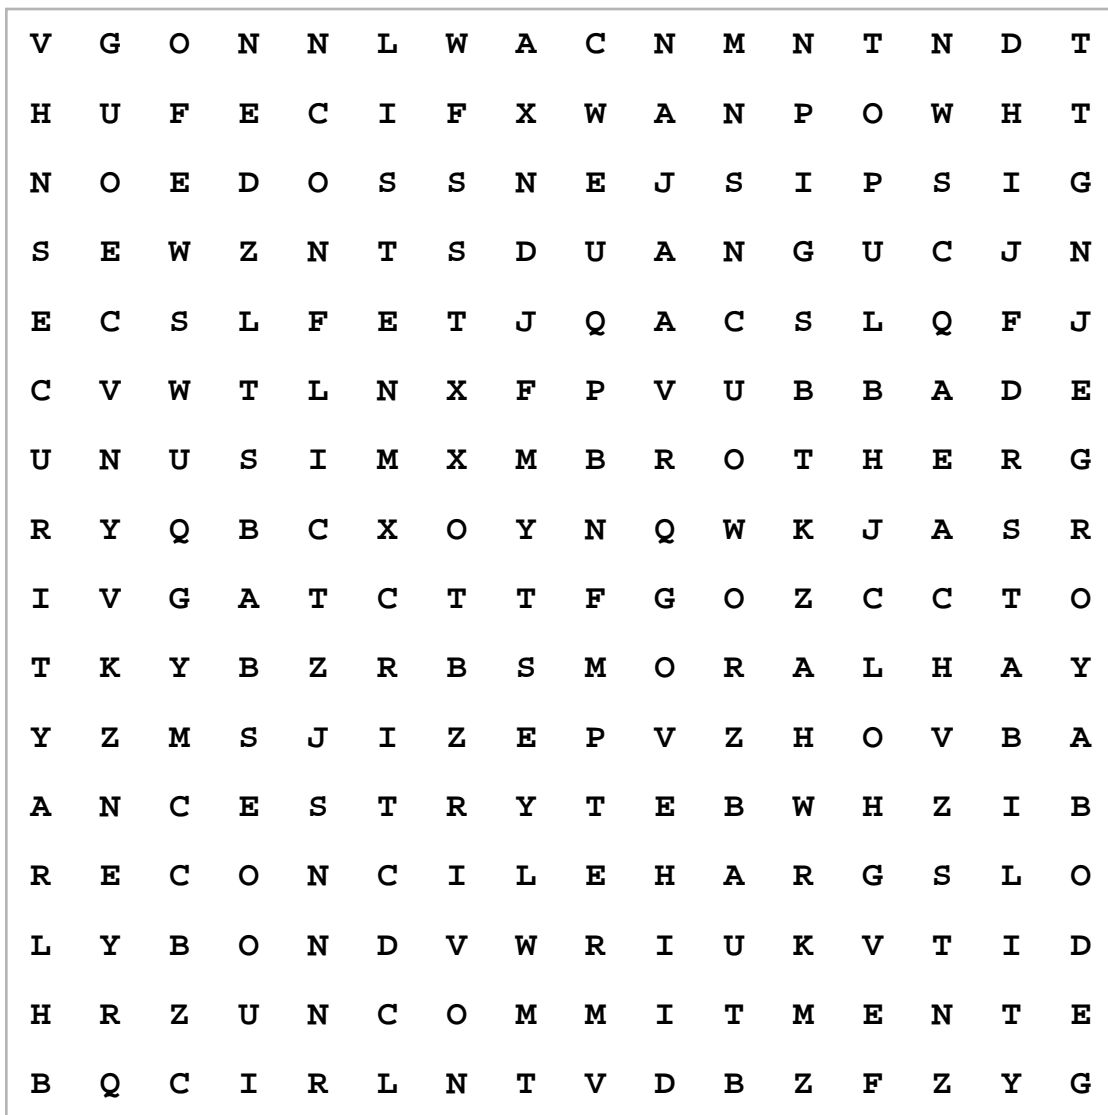 V G O N N L W A C N M N T N D T
H U F E C I F X W A N P O W H T
N O E D O S S N E J S I P S I G
S E W Z N T S D U A N G U C J N
E C S L F E T J Q A C S L Q F J
C V W T L N X F P V U B B A D E
U N U S I M X M B R O T H E R G
R Y Q B C X O Y N Q W K J A S R
I V G A T C T T F G O Z C C T O
T K Y B Z R B S M O R A L H A Y
Y Z M S J I Z E P V Z H O V B A
A N C E S T R Y T E B W H Z I B
R E C O N C I L E H A R G S L O
L Y B O N D V W R I U K V T I D
H R Z U N C O M M I T M E N T E
B Q C I R L N T V D B Z F Z Y G